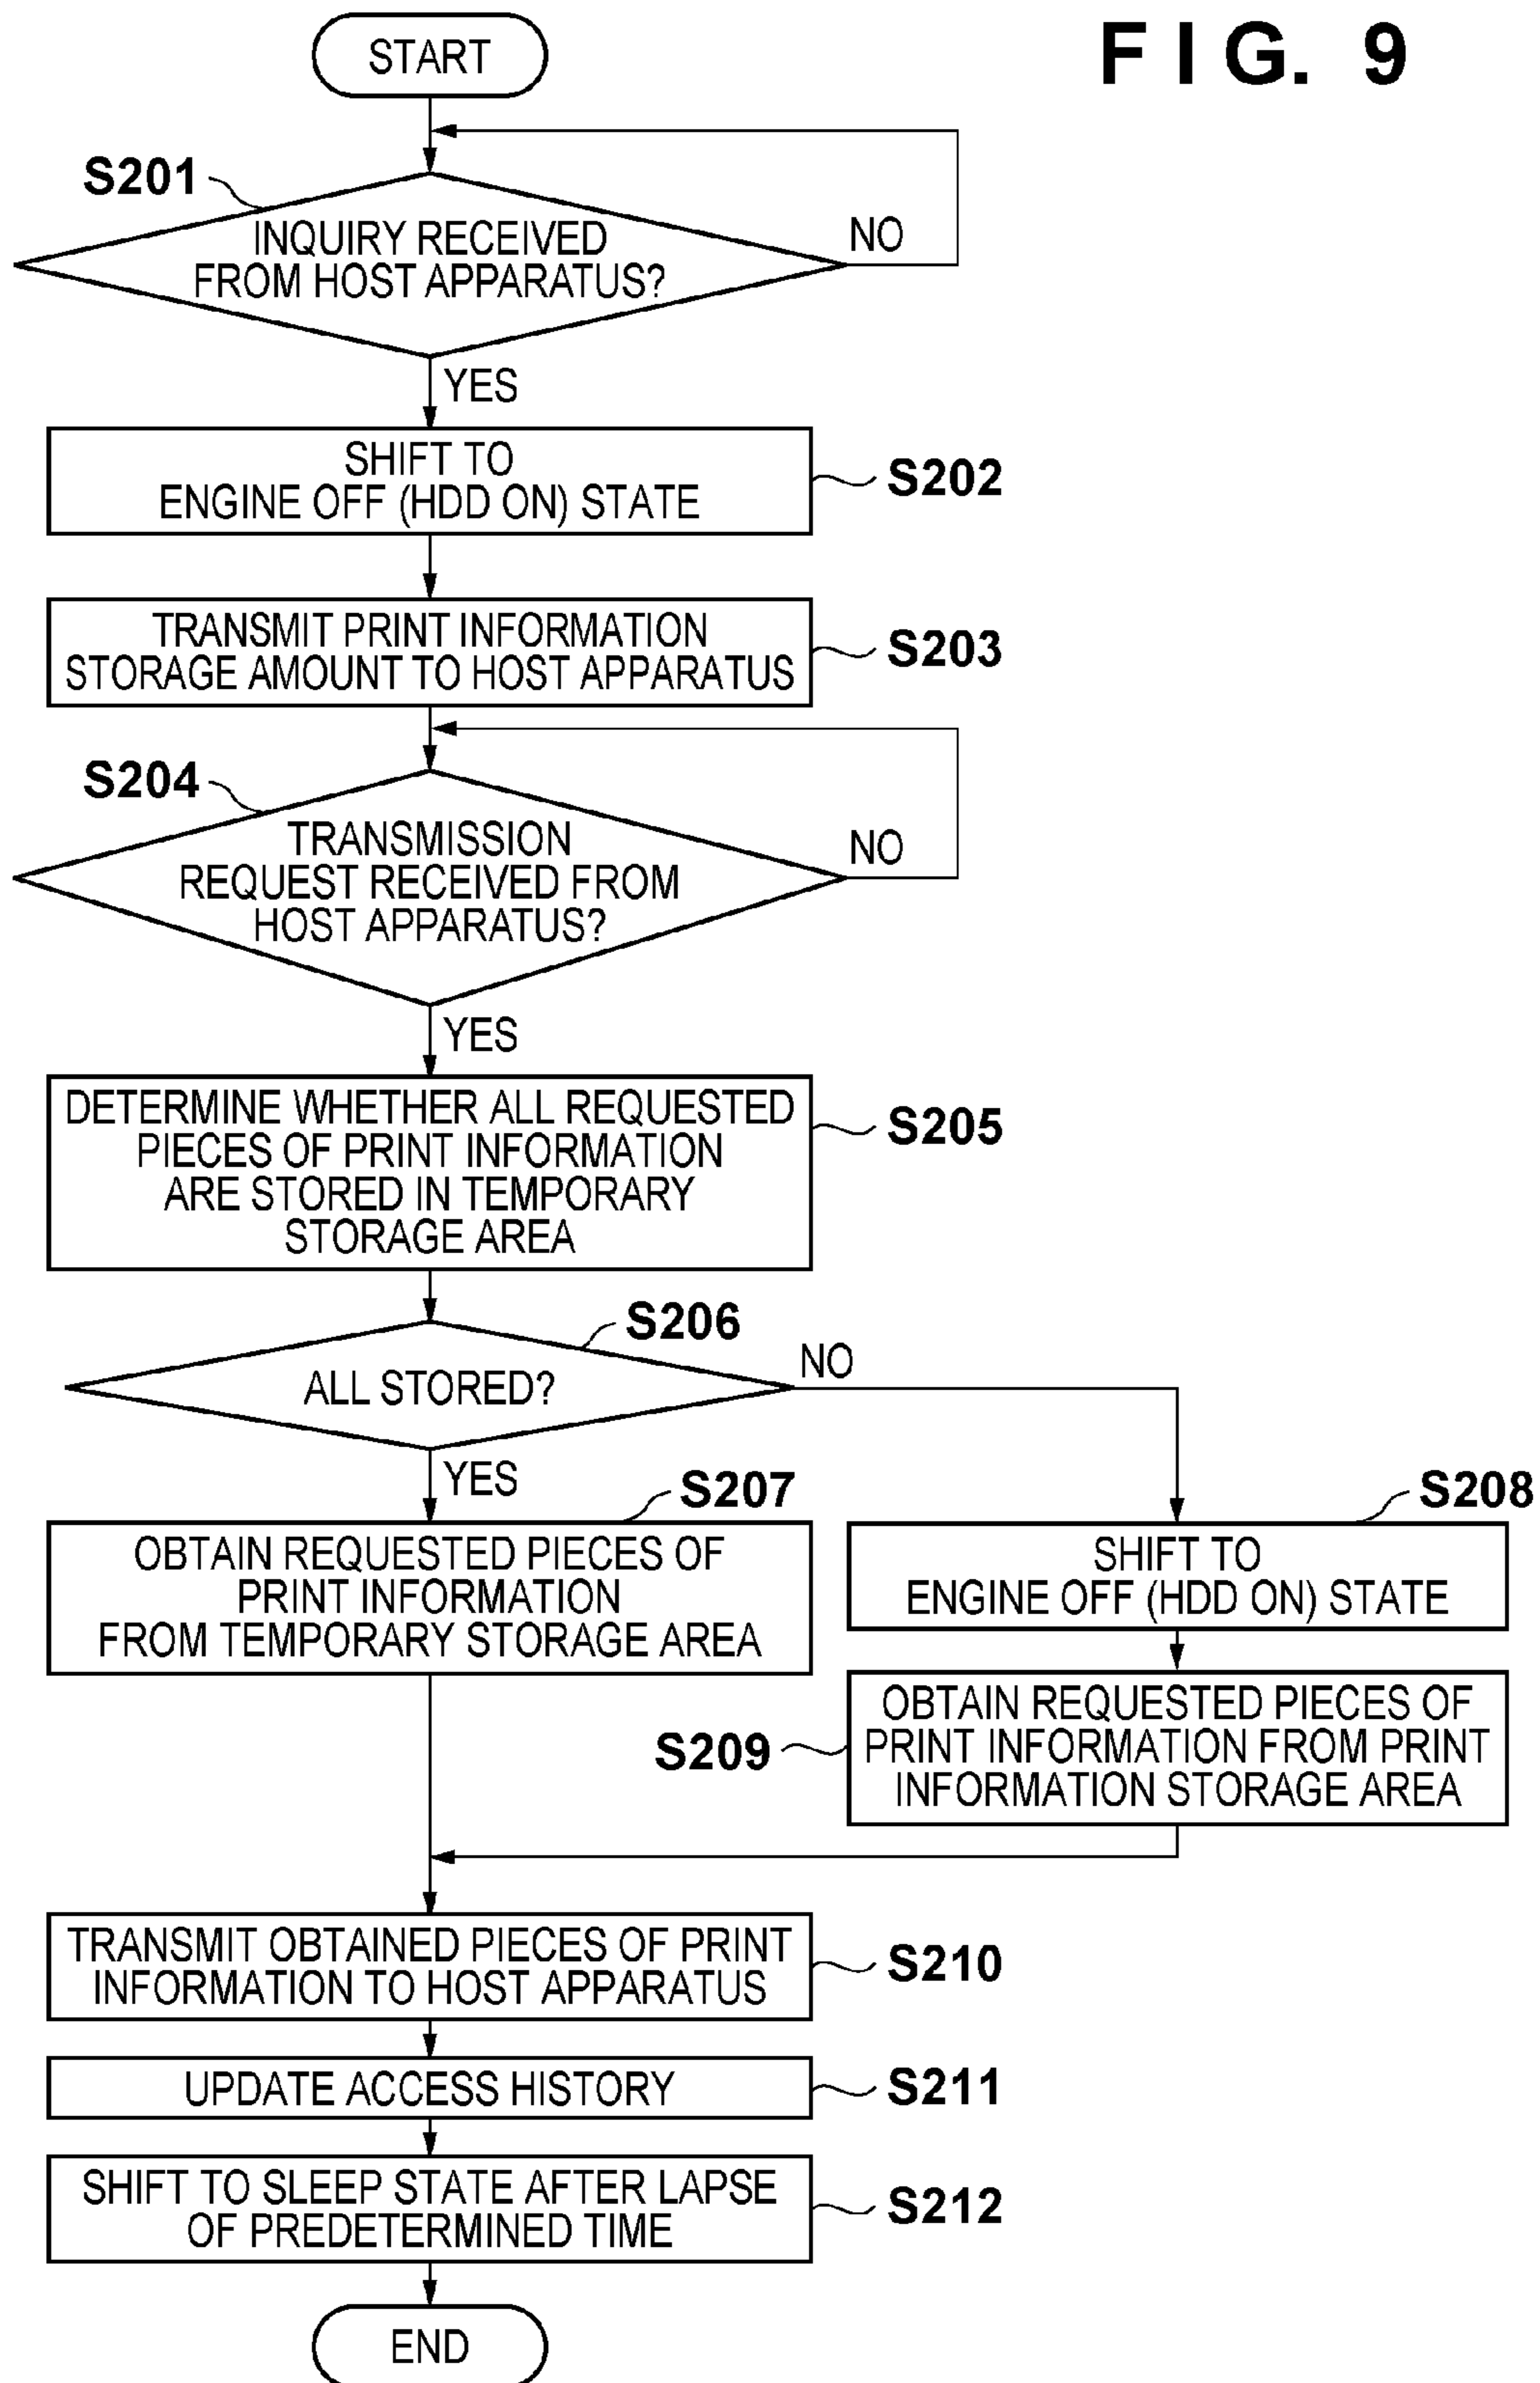 FIG. 9
START
S201
INQUIRY RECEIVED
FROM HOST APPARATUS?
NO
YES
SHIFT TO
ENGINE OFF (HDD ON) STATE
S202
TRANSMIT PRINT INFORMATION
STORAGE AMOUNT TO HOST APPARATUS
S203
S204
TRANSMISSION
REQUEST RECEIVED FROM
HOST APPARATUS?
NO
YES
DETERMINE WHETHER ALL REQUESTED
PIECES OF PRINT INFORMATION
ARE STORED IN TEMPORARY
STORAGE AREA
S205
S206
ALL STORED?
NO
YES
S207
OBTAIN REQUESTED PIECES OF
PRINT INFORMATION
FROM TEMPORARY STORAGE AREA
S208
SHIFT TO
ENGINE OFF (HDD ON) STATE
S209
OBTAIN REQUESTED PIECES OF
PRINT INFORMATION FROM PRINT
INFORMATION STORAGE AREA
TRANSMIT OBTAINED PIECES OF PRINT
INFORMATION TO HOST APPARATUS
S210
UPDATE ACCESS HISTORY
S211
SHIFT TO SLEEP STATE AFTER LAPSE
OF PREDETERMINED TIME
S212
END